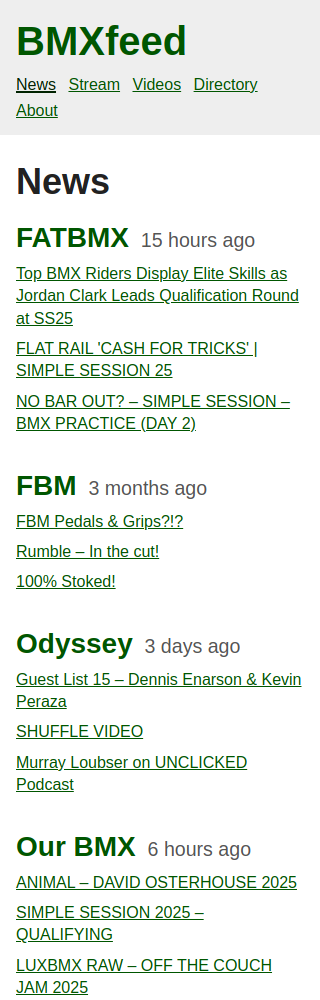 BMXfeed
News Stream Videos Directory
About
News
FATBMX 15 hours ago
Top BMX Riders Display Elite Skills as
Jordan Clark Leads Qualification Round
at SS25
FLAT RAIL 'CASH FOR TRICKS' |
SIMPLE SESSION 25
NO BAR OUT? – SIMPLE SESSION –
BMX PRACTICE (DAY 2)
FBM 3 months ago
FBM Pedals & Grips?!?
Rumble – In the cut!
100% Stoked!
Odyssey 3 days ago
Guest List 15 – Dennis Enarson & Kevin
Peraza
SHUFFLE VIDEO
Murray Loubser on UNCLICKED
Podcast
Our BMX 6 hours ago
ANIMAL – DAVID OSTERHOUSE 2025
SIMPLE SESSION 2025 –
QUALIFYING
LUXBMX RAW – OFF THE COUCH
JAM 2025